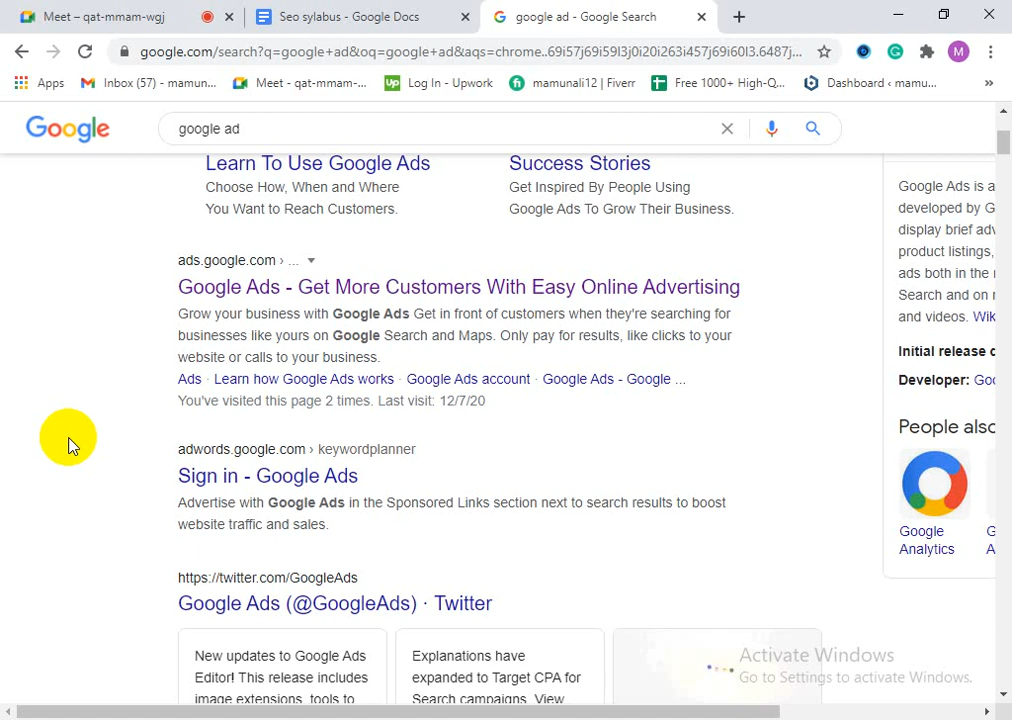 Meet – qat-mmam-wgj
Seo syllabus - Google Docs
google ad - Google Search
google.com/search?q=google+ad&oq=google+ad&aqs=chrome..69i57j69i59l3j0i20i263i457j69i60l3.6487j...
M
Apps
Inbox (57) - mamun...
Meet - qat-mmam-...
Up
Log In - Upwork
fi
mamunali12 | Fiverr
Free 1000+ High-Q...
Dashboard ‹ mamu...
»
Google
google ad
Learn To Use Google Ads
Choose How, When and Where
You Want to Reach Customers.
Success Stories
Get Inspired By People Using
Google Ads To Grow Their Business.
ads.google.com › ...
Google Ads - Get More Customers With Easy Online Advertising
Grow your business with Google Ads Get in front of customers when they're searching for
businesses like yours on Google Search and Maps. Only pay for results, like clicks to your
website or calls to your business.
Ads · Learn how Google Ads works · Google Ads account · Google Ads - Google ...
You've visited this page 2 times. Last visit: 12/7/20
adwords.google.com › keywordplanner
Sign in - Google Ads
Advertise with Google Ads in the Sponsored Links section next to search results to boost
website traffic and sales.
https://twitter.com/GoogleAds
Google Ads (@GoogleAds) · Twitter
New updates to Google Ads
Editor! This release includes
image extensions, tools to
Explanations have
expanded to Target CPA for
Search campaigns. View
Google Ads is a
developed by G
display brief adv
product listings,
ads both in the
Search and on
and videos. Wik
Initial release d
Developer: Goo
People also
Google
Analytics
G
A
Activate Windows
Go to Settings to activate Windows.